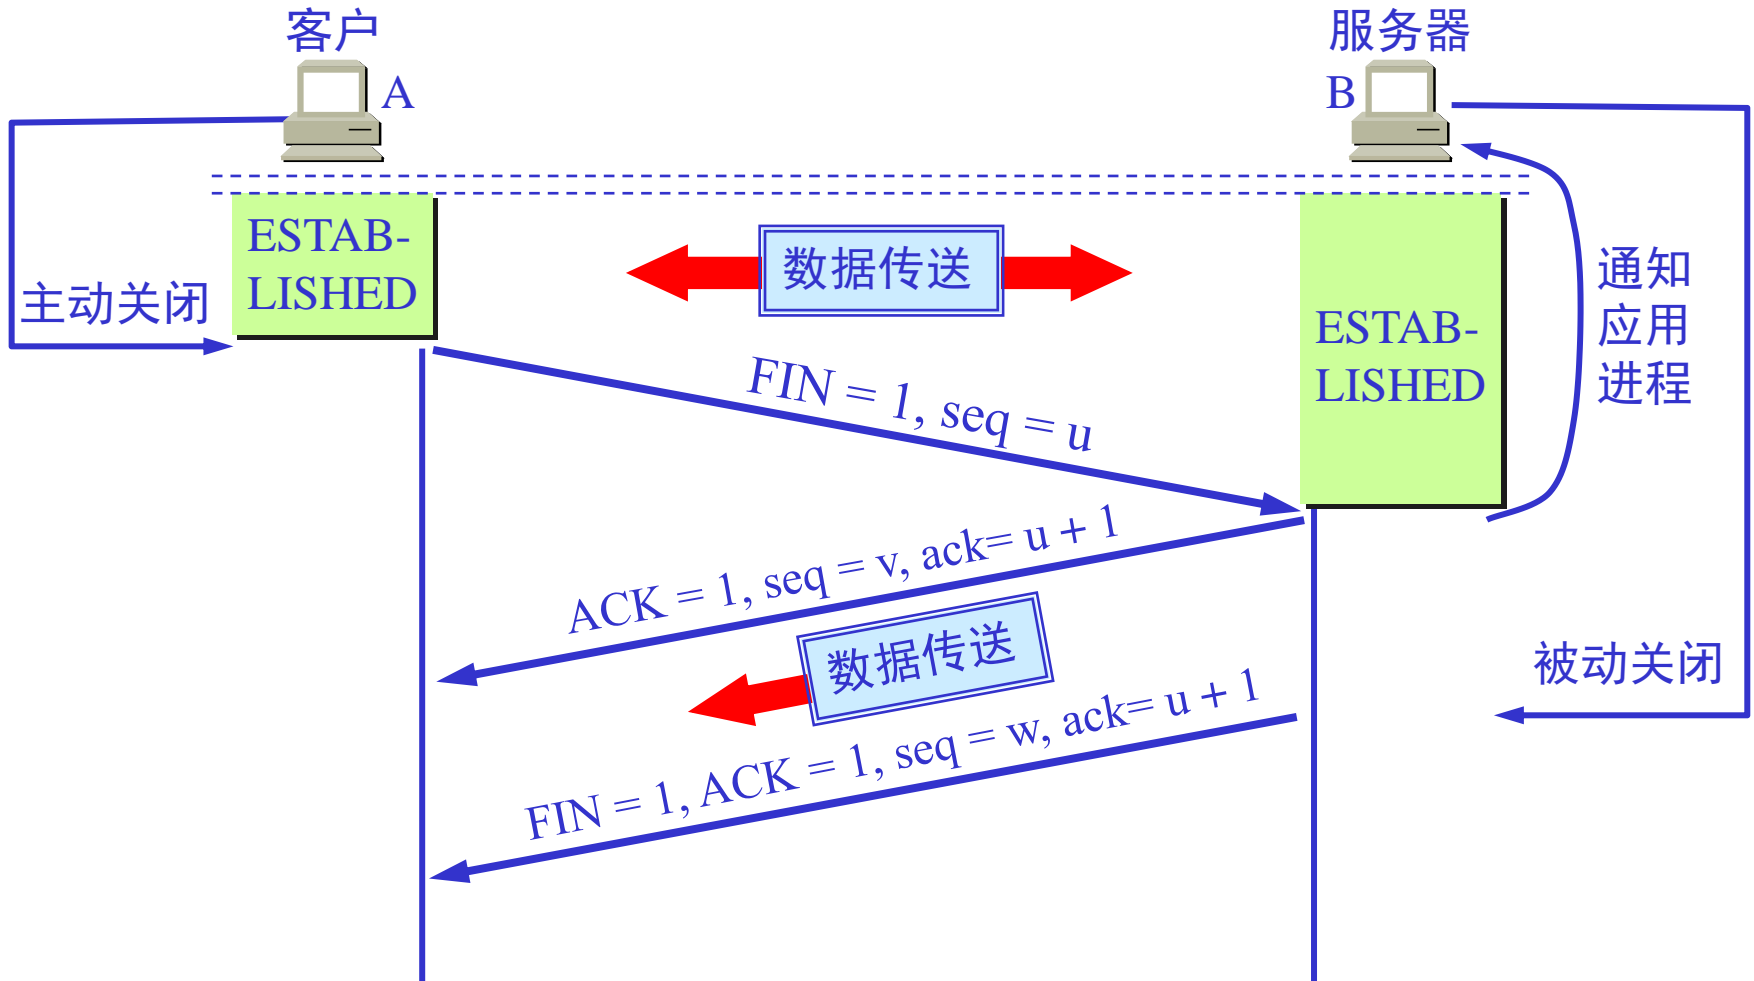 客户
服务器
A
B
ESTAB-
LISHED
数据传送
主动关闭
ESTAB-
LISHED
通知
应用
进程
FIN = 1, seq = u
ACK = 1, seq = v, ack= u + 1
数据传送
被动关闭
FIN = 1, ACK = 1, seq = w, ack= u + 1